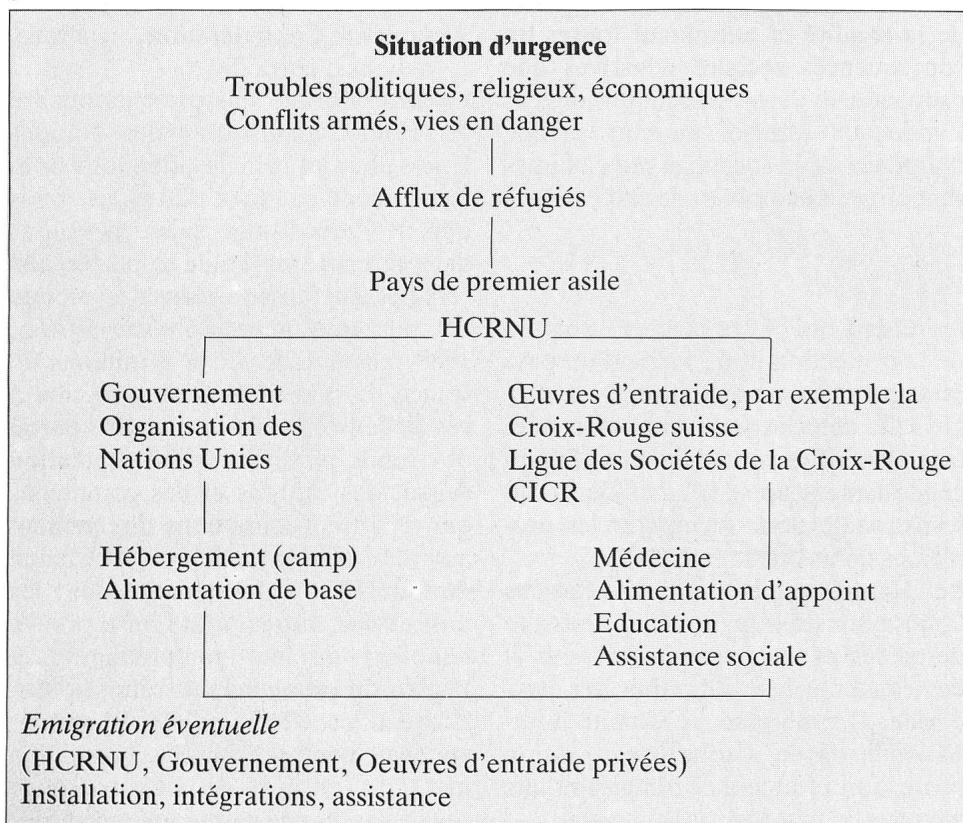 Situation d'urgence
Troubles politiques, religieux, économiques
Conflits armés, vies en danger
Afflux de réfugiés
Pays de premier asile
HCRNU
Gouvernement
Organisation des
Nations Unies
Œuvres d'entraide, par exemple la
Croix-Rouge suisse
Ligue des Sociétés de la Croix-Rouge
CICR
Hébergement (camp)
Alimentation de base
Médecine
Alimentation d'appoint
Education
Assistance sociale
Emigration éventuelle
(HCRNU, Gouvernement, Oeuvres d'entraide privées)
Installation, intégrations, assistance